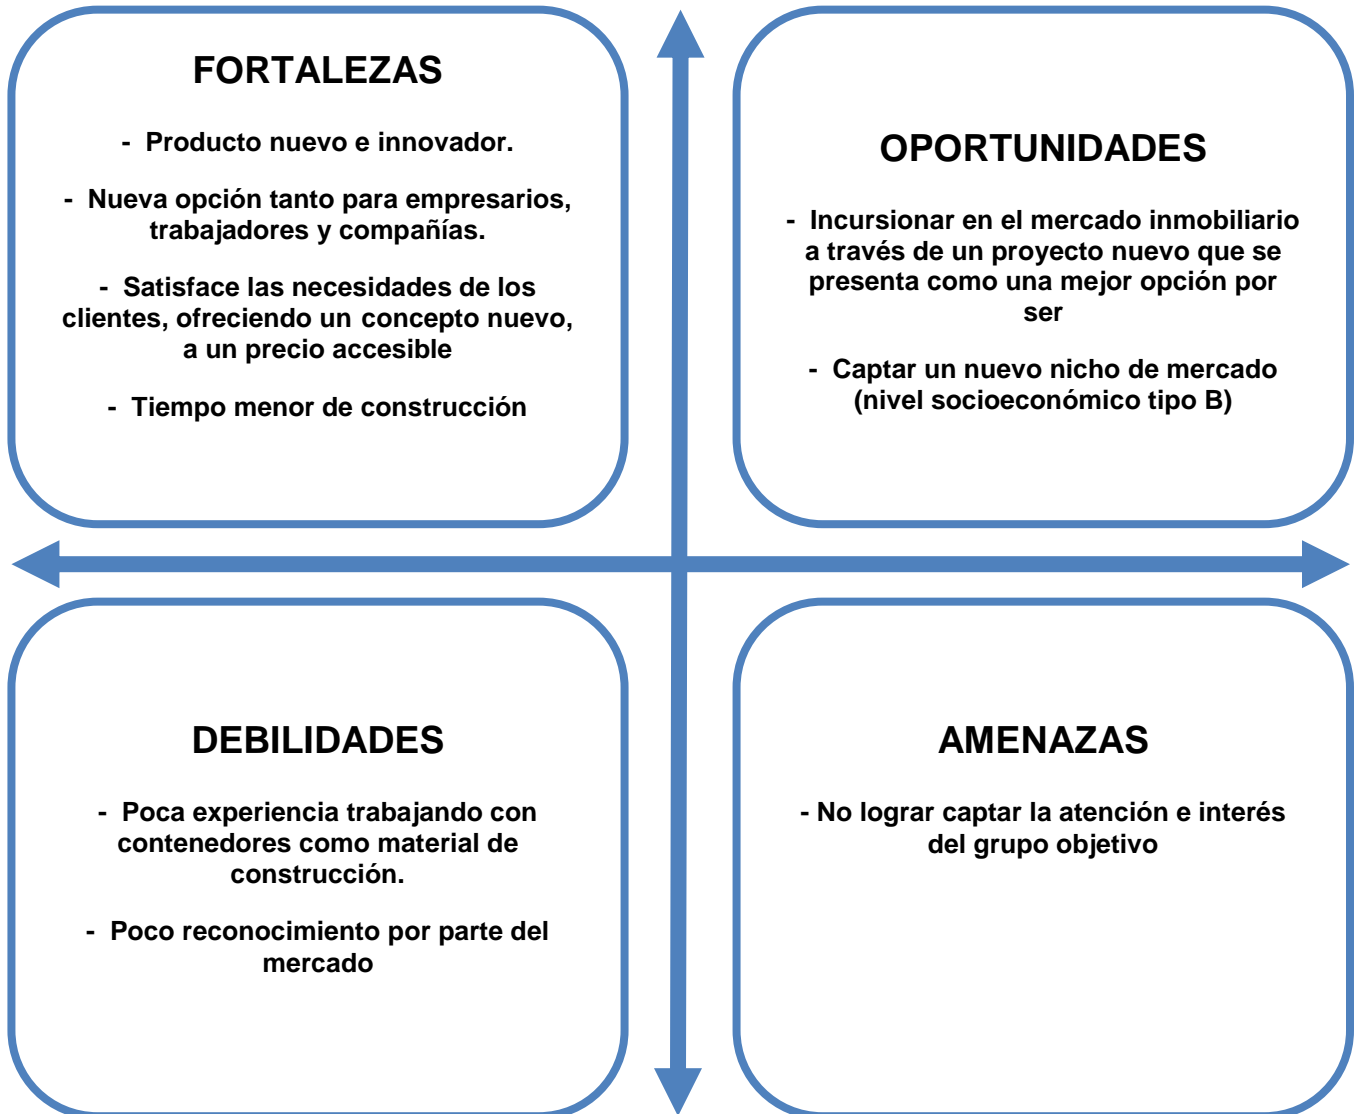 FORTALEZAS
- Producto nuevo e innovador.
- Nueva opción tanto para empresarios,
trabajadores y compañías.
- Satisface las necesidades de los
clientes, ofreciendo un concepto nuevo,
a un precio accesible
- Tiempo menor de construcción
OPORTUNIDADES
- Incursionar en el mercado inmobiliario
a través de un proyecto nuevo que se
presenta como una mejor opción por
ser
- Captar un nuevo nicho de mercado
(nivel socioeconómico tipo B)
DEBILIDADES
- Poca experiencia trabajando con
contenedores como material de
construcción.
- Poco reconocimiento por parte del
mercado
AMENAZAS
- No lograr captar la atención e interés
del grupo objetivo